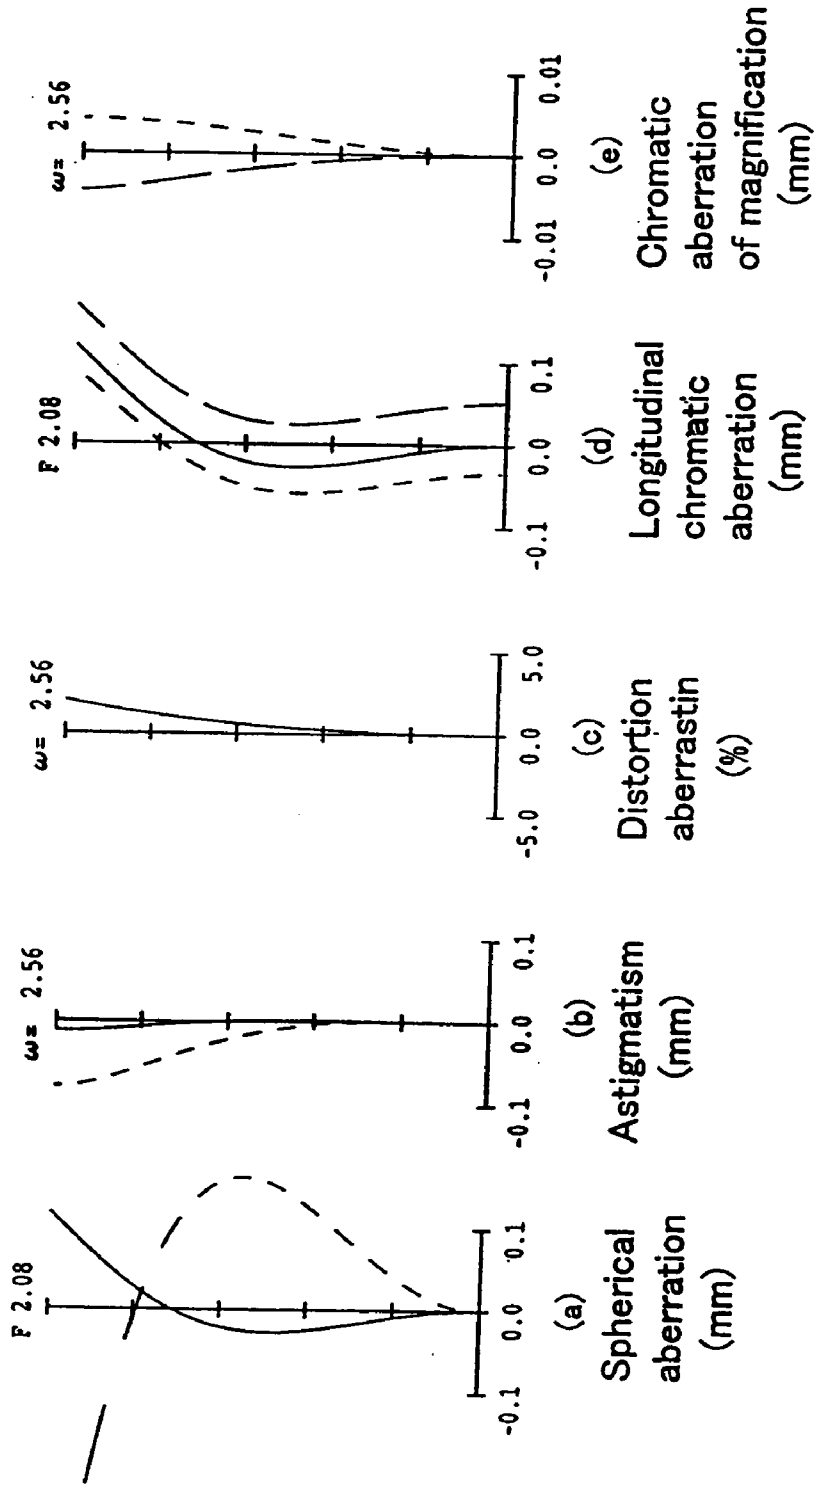 F 2.08
-0.1 0.0 0.1
(a)
Spherical
aberration
(mm)
ω= 2.56
-0.1 0.0 0.1
(b)
Astigmatism
(mm)
ω= 2.56
-5.0 0.0 5.0
(c)
Distortion
aberrastin
(%)
F 2.08
-0.1 0.0 0.1
(d)
Longitudinal
chromatic
aberration
(mm)
ω= 2.56
-0.01 0.0 0.01
(e)
Chromatic
aberration
of magnification
(mm)